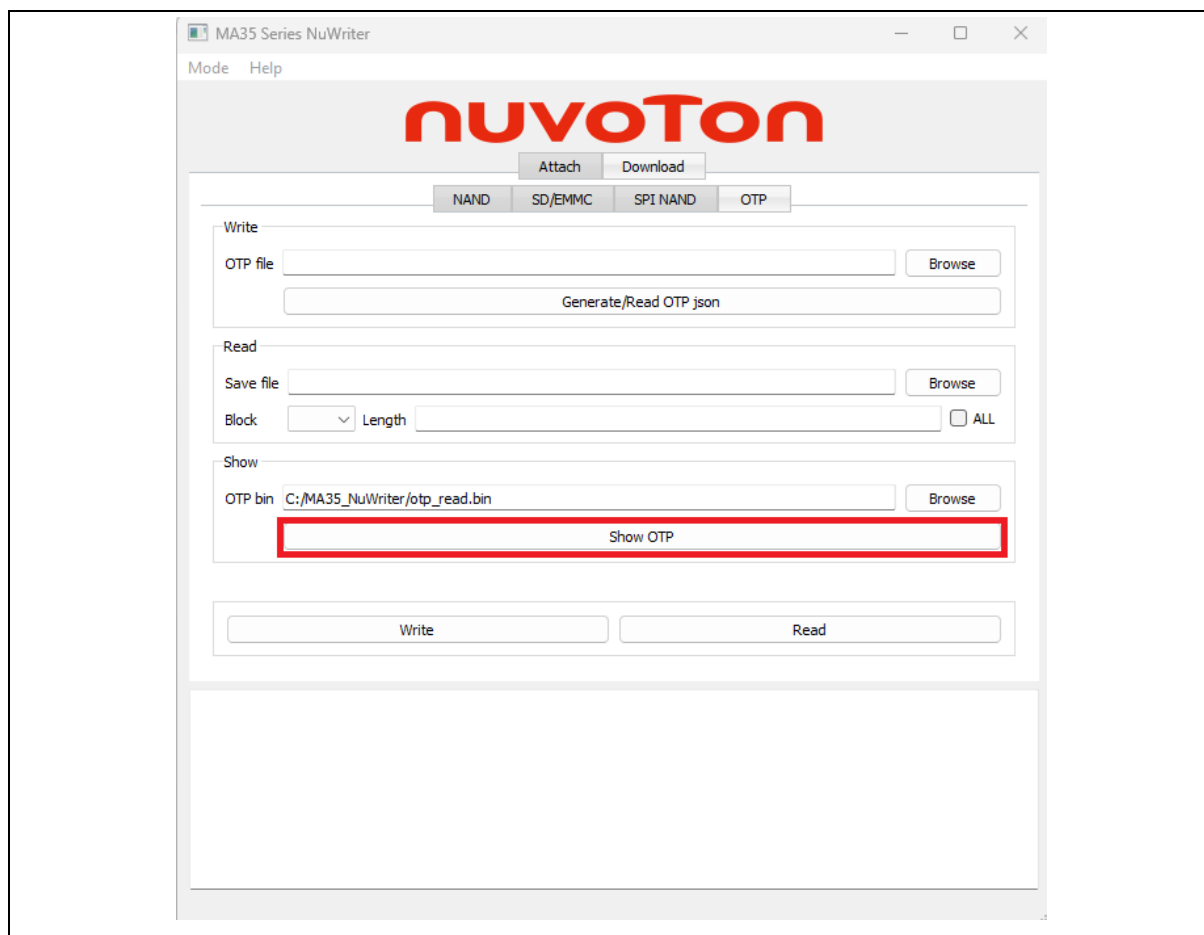 MA35 Series NuWriter
Mode Help
nuvoTon
Attach Download
NAND SD/EMMC SPI NAND OTP
Write
OTP file Browse
Generate/Read OTP json
Read
Save file Browse
Block Length ALL
Show
OTP bin C:/MA35_NuWriter/otp_read.bin Browse
Show OTP
Write Read